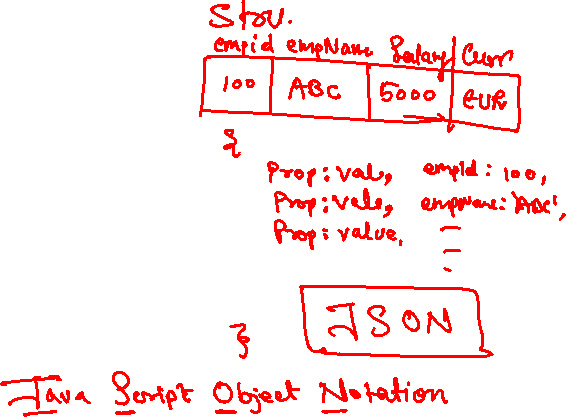 Stru.
empid empName Salary Curr
100 ABC 5000 EUR
{
Prop: val, empId: 100,
Prop: vale, empName: 'ABC',
Prop: value,
JSON
}
Java Script Object Notation